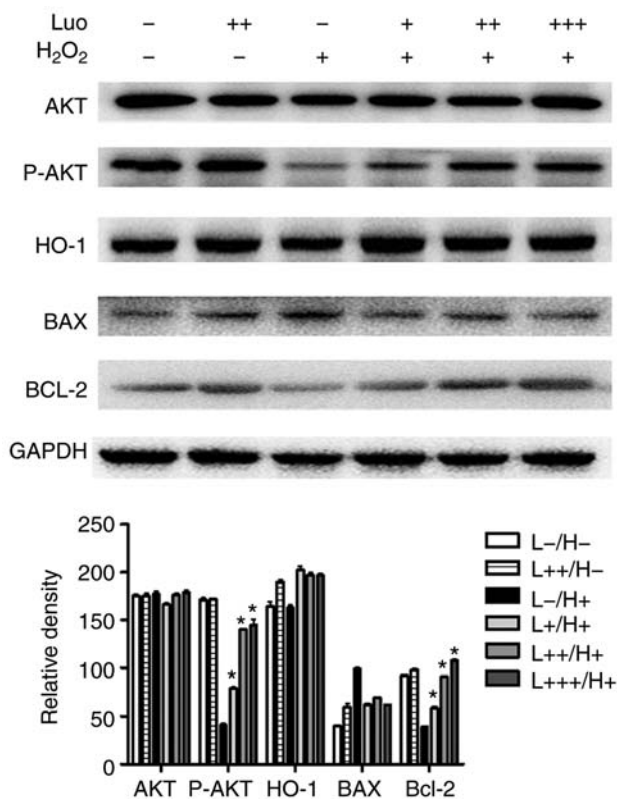 Luo – ++ – + ++ +++
H₂O₂ – – + + + +
AKT
P-AKT
HO-1
BAX
BCL-2
GAPDH
250
200
150
100
50
0
Relative density
* * *
* * *
AKT P-AKT HO-1 BAX Bcl-2
L–/H–
L++/H–
L–/H+
L+/H+
L++/H+
L+++/H+